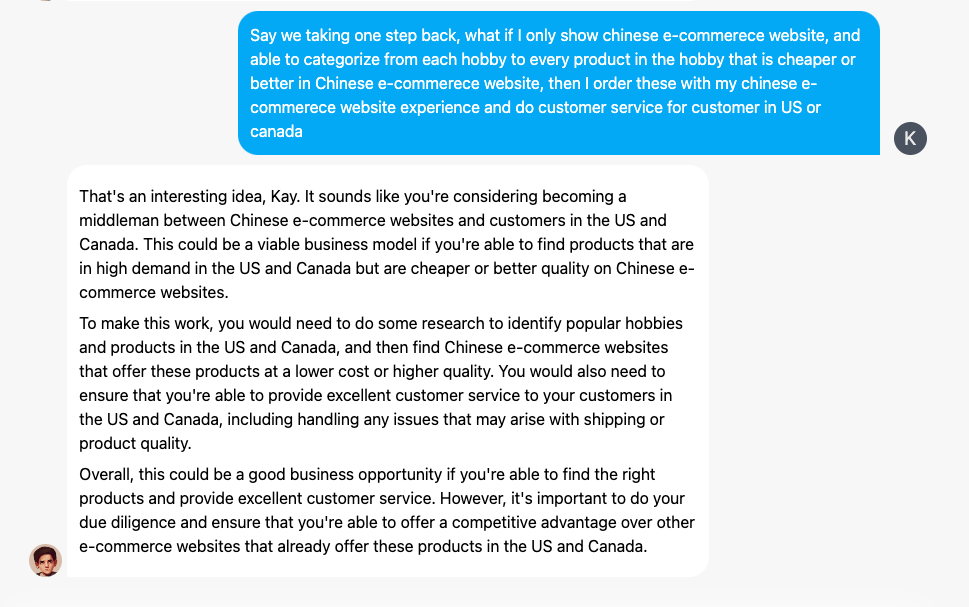 Say we taking one step back, what if I only show chinese e-commerece website, and
able to categorize from each hobby to every product in the hobby that is cheaper or
better in Chinese e-commerece website, then I order these with my chinese e-
commerece website experience and do customer service for customer in US or
canada
K
That's an interesting idea, Kay. It sounds like you're considering becoming a
middleman between Chinese e-commerce websites and customers in the US and
Canada. This could be a viable business model if you're able to find products that are
in high demand in the US and Canada but are cheaper or better quality on Chinese e-
commerce websites.
To make this work, you would need to do some research to identify popular hobbies
and products in the US and Canada, and then find Chinese e-commerce websites
that offer these products at a lower cost or higher quality. You would also need to
ensure that you're able to provide excellent customer service to your customers in
the US and Canada, including handling any issues that may arise with shipping or
product quality.
Overall, this could be a good business opportunity if you're able to find the right
products and provide excellent customer service. However, it's important to do your
due diligence and ensure that you're able to offer a competitive advantage over other
e-commerce websites that already offer these products in the US and Canada.